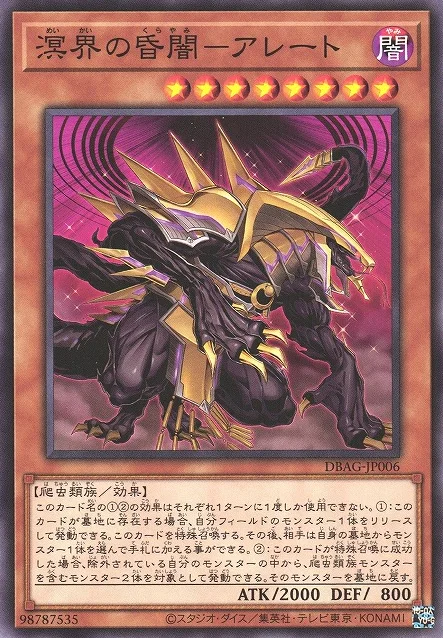 溟界の昏闇－アレート
闇
DBAG-JP006
【爬虫類族／効果】
このカード名の①②の効果はそれぞれ１ターンに１度しか使用できない。①：この
カードが墓地に存在する場合、自分フィールドのモンスター１体をリリース
して発動できる。このカードを特殊召喚する。その後、相手は自身の墓地からモン
スター１体を選んで手札に加える事ができる。②：このカードが特殊召喚に成功
した場合、除外されている自分のモンスターの中から、爬虫類族モンスター
を含むモンスター２体を対象として発動できる。そのモンスターを墓地に戻す。
ATK/2000 DEF/ 800
98787535 ©スタジオ・ダイス／集英社・テレビ東京・KONAMI